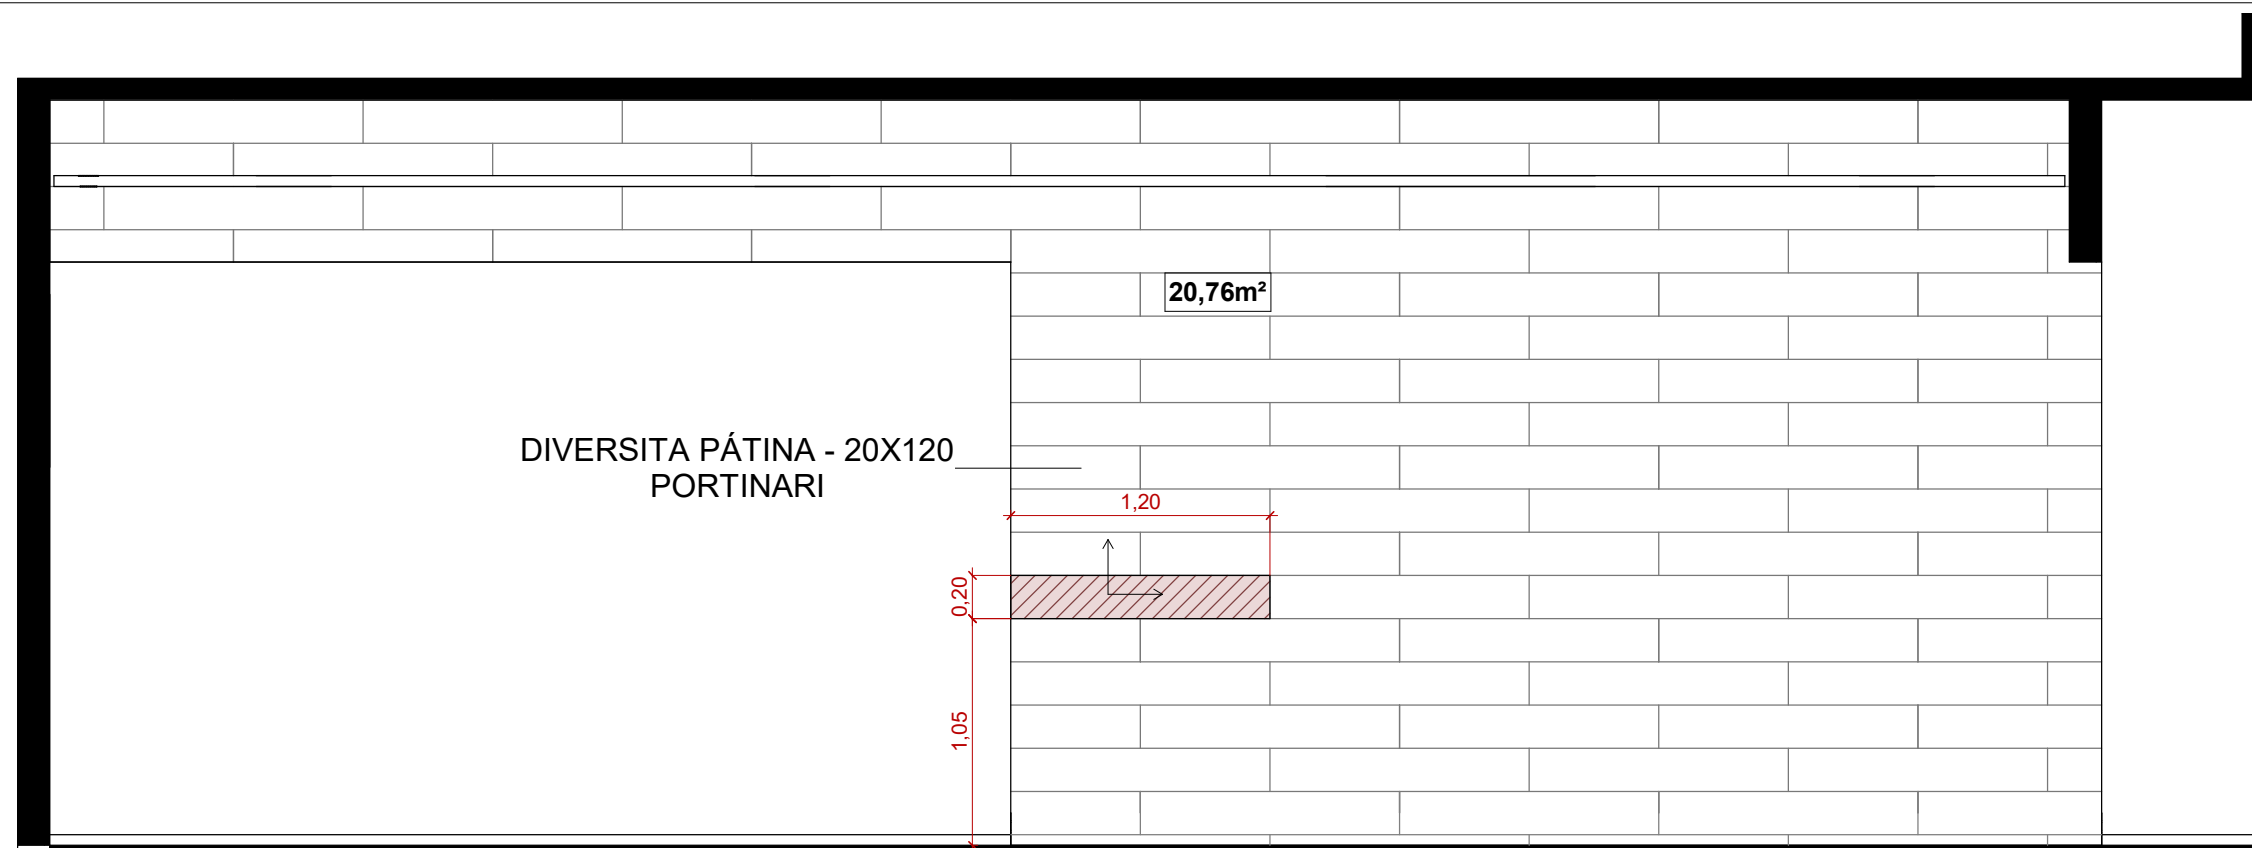 20,76m²
DIVERSITA PÁTINA - 20X120
PORTINARI
1,20
0,20
1,05